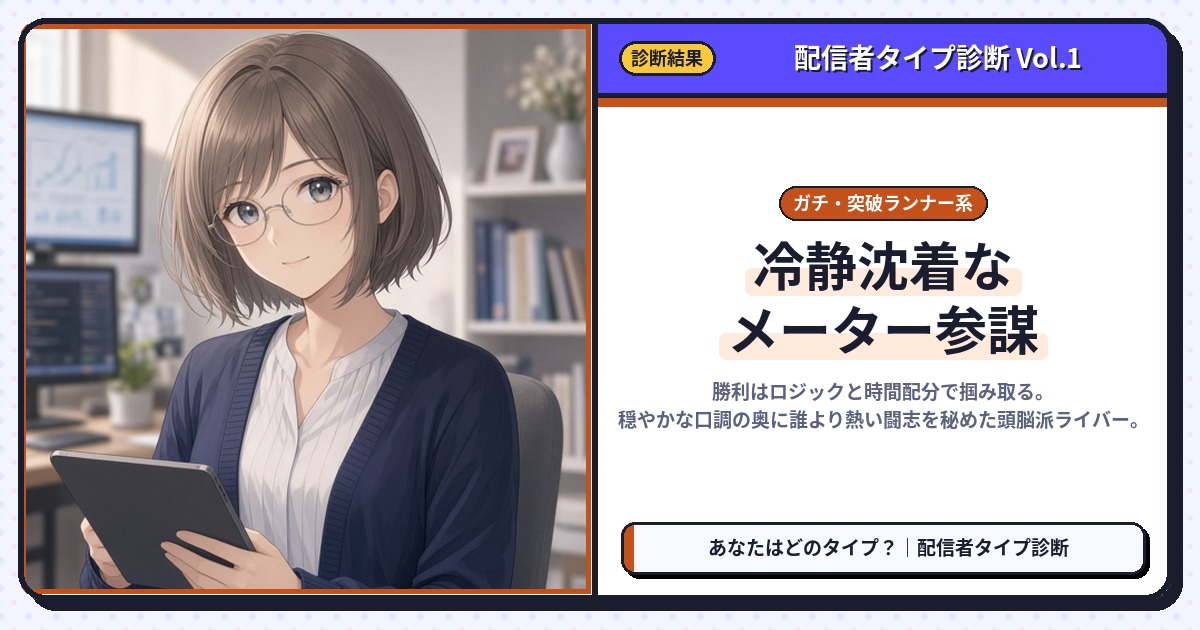 診断結果
配信者タイプ診断 Vol.1
ガチ・突破ランナー系
冷静沈着な
メーター参謀
勝利はロジックと時間配分で掴み取る。
穏やかな口調の奥に誰より熱い闘志を秘めた頭脳派ライバー。
あなたはどのタイプ？｜配信者タイプ診断